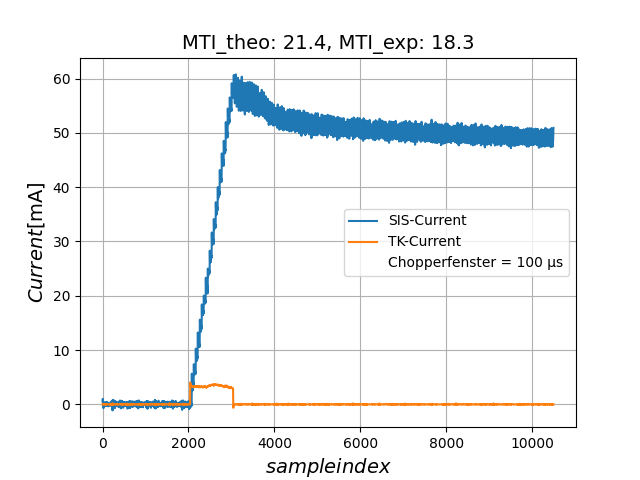 MTI_theo: 21.4, MTI_exp: 18.3
60
50
40
30
20
10
0
Current[mA]
SIS-Current
TK-Current
Chopperfenster = 100 µs
0 2000 4000 6000 8000 10000
sampleindex